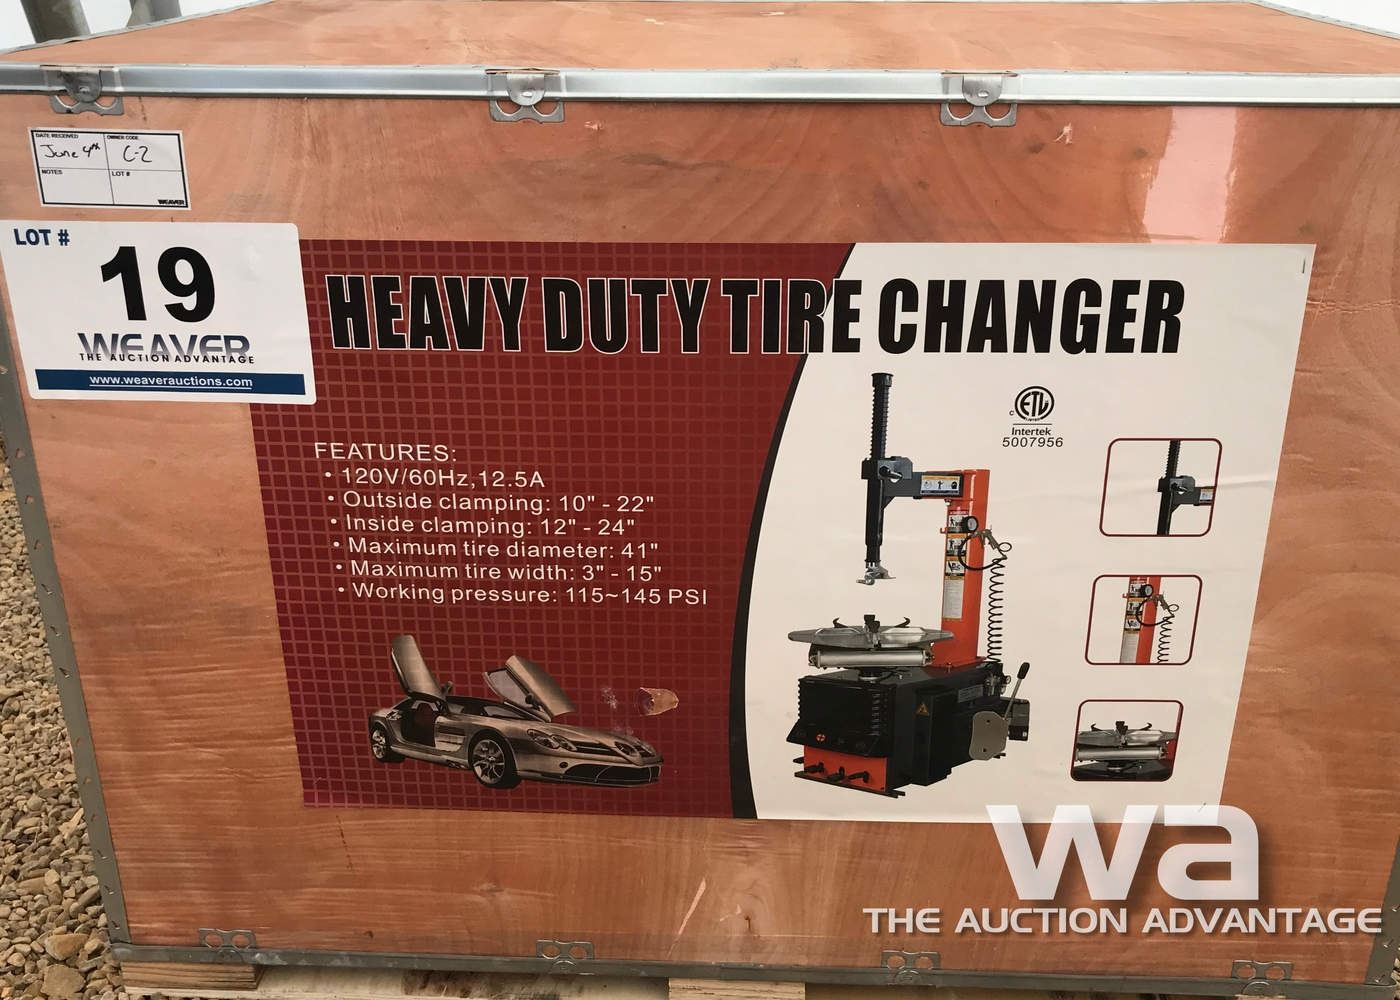 DATE RECEIVED OWNER CODE
June 4th C-2
NOTES LOT #
WEAVER
LOT #
19
WEAVER
THE AUCTION ADVANTAGE
www.weaverauctions.com
HEAVY DUTY TIRE CHANGER
C ETL
Intertek
5007956
FEATURES:
• 120V/60Hz,12.5A
• Outside clamping: 10" - 22"
• Inside clamping: 12" - 24"
• Maximum tire diameter: 41"
• Maximum tire width: 3" - 15"
• Working pressure: 115~145 PSI
wa
THE AUCTION ADVANTAGE